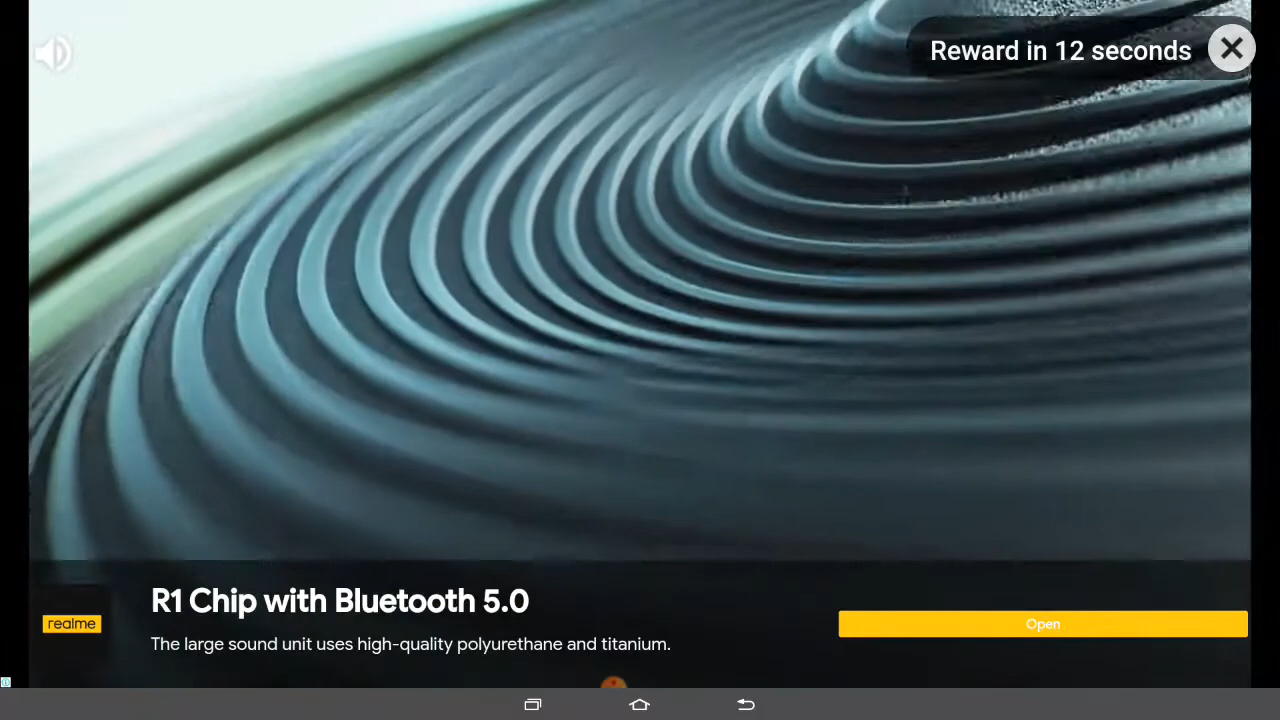 Reward in 12 seconds
R1 Chip with Bluetooth 5.0
realme
Open
The large sound unit uses high-quality polyurethane and titanium.